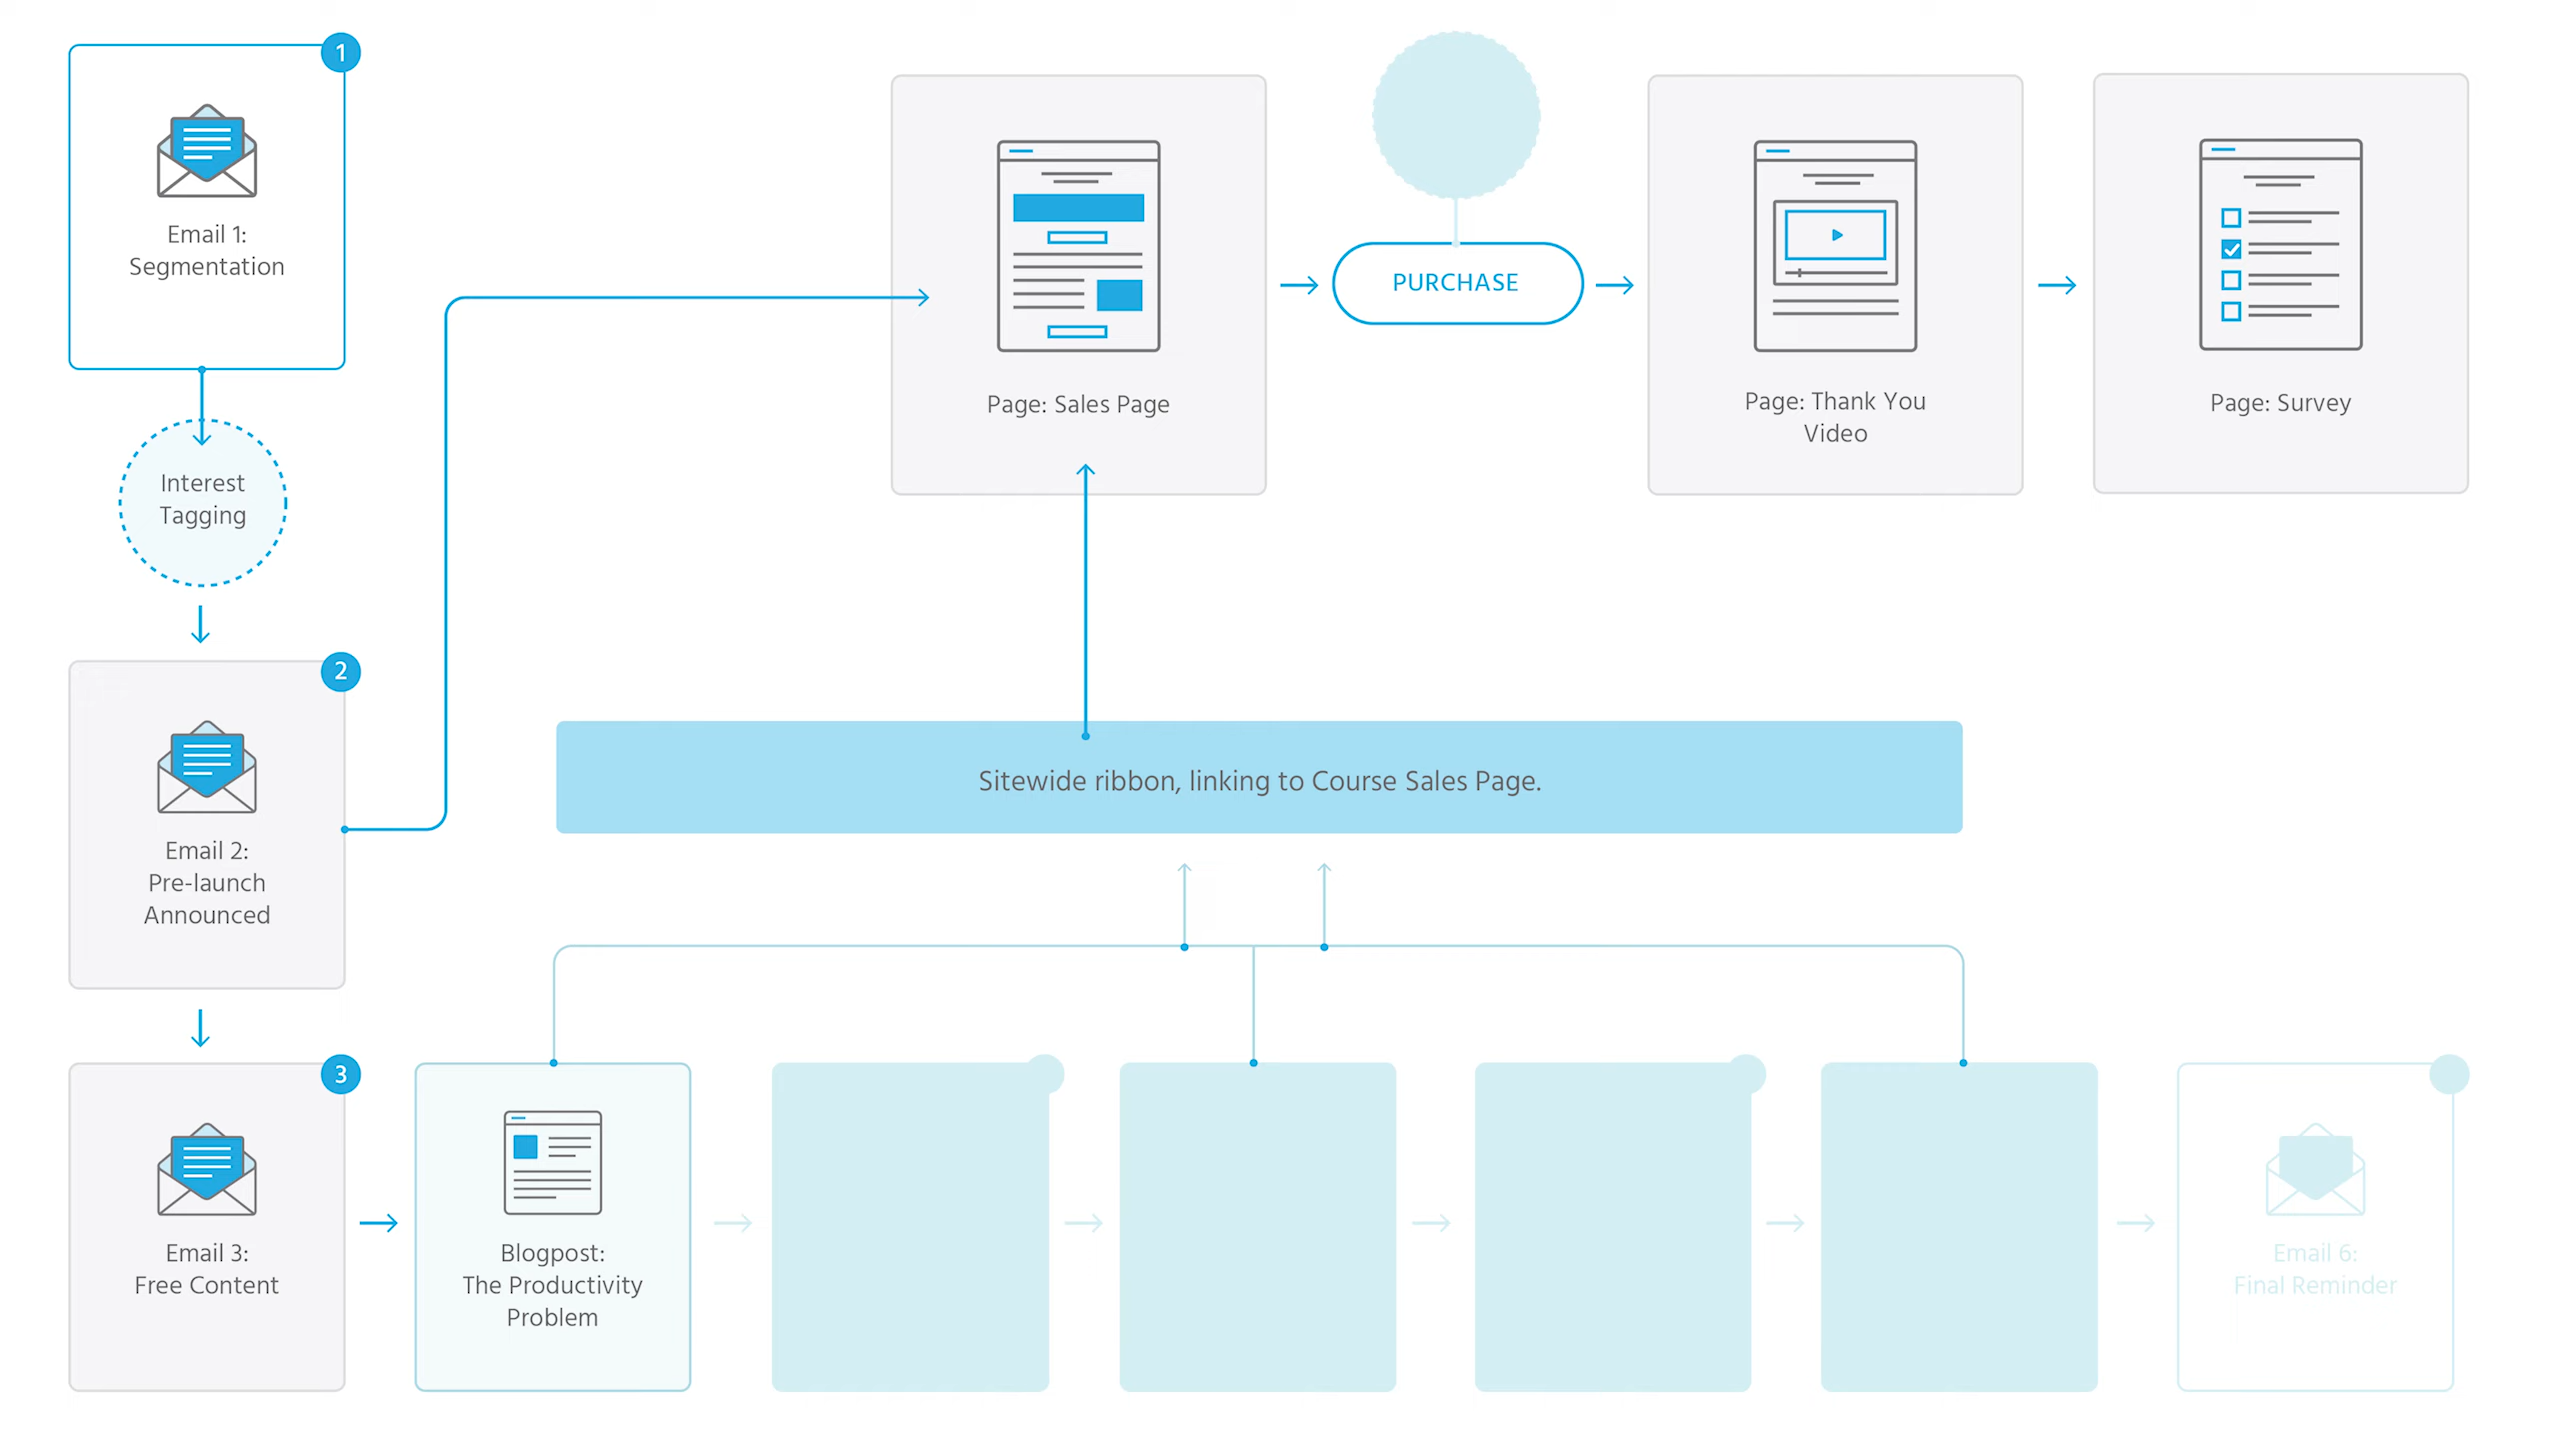 1
Email 1:
Segmentation
Interest
Tagging
2
Email 2:
Pre-launch
Announced
3
Email 3:
Free Content
Blogpost:
The Productivity
Problem
Page: Sales Page
PURCHASE
Page: Thank You
Video
Page: Survey
Sitewide ribbon, linking to Course Sales Page.
Email 6:
Final Reminder